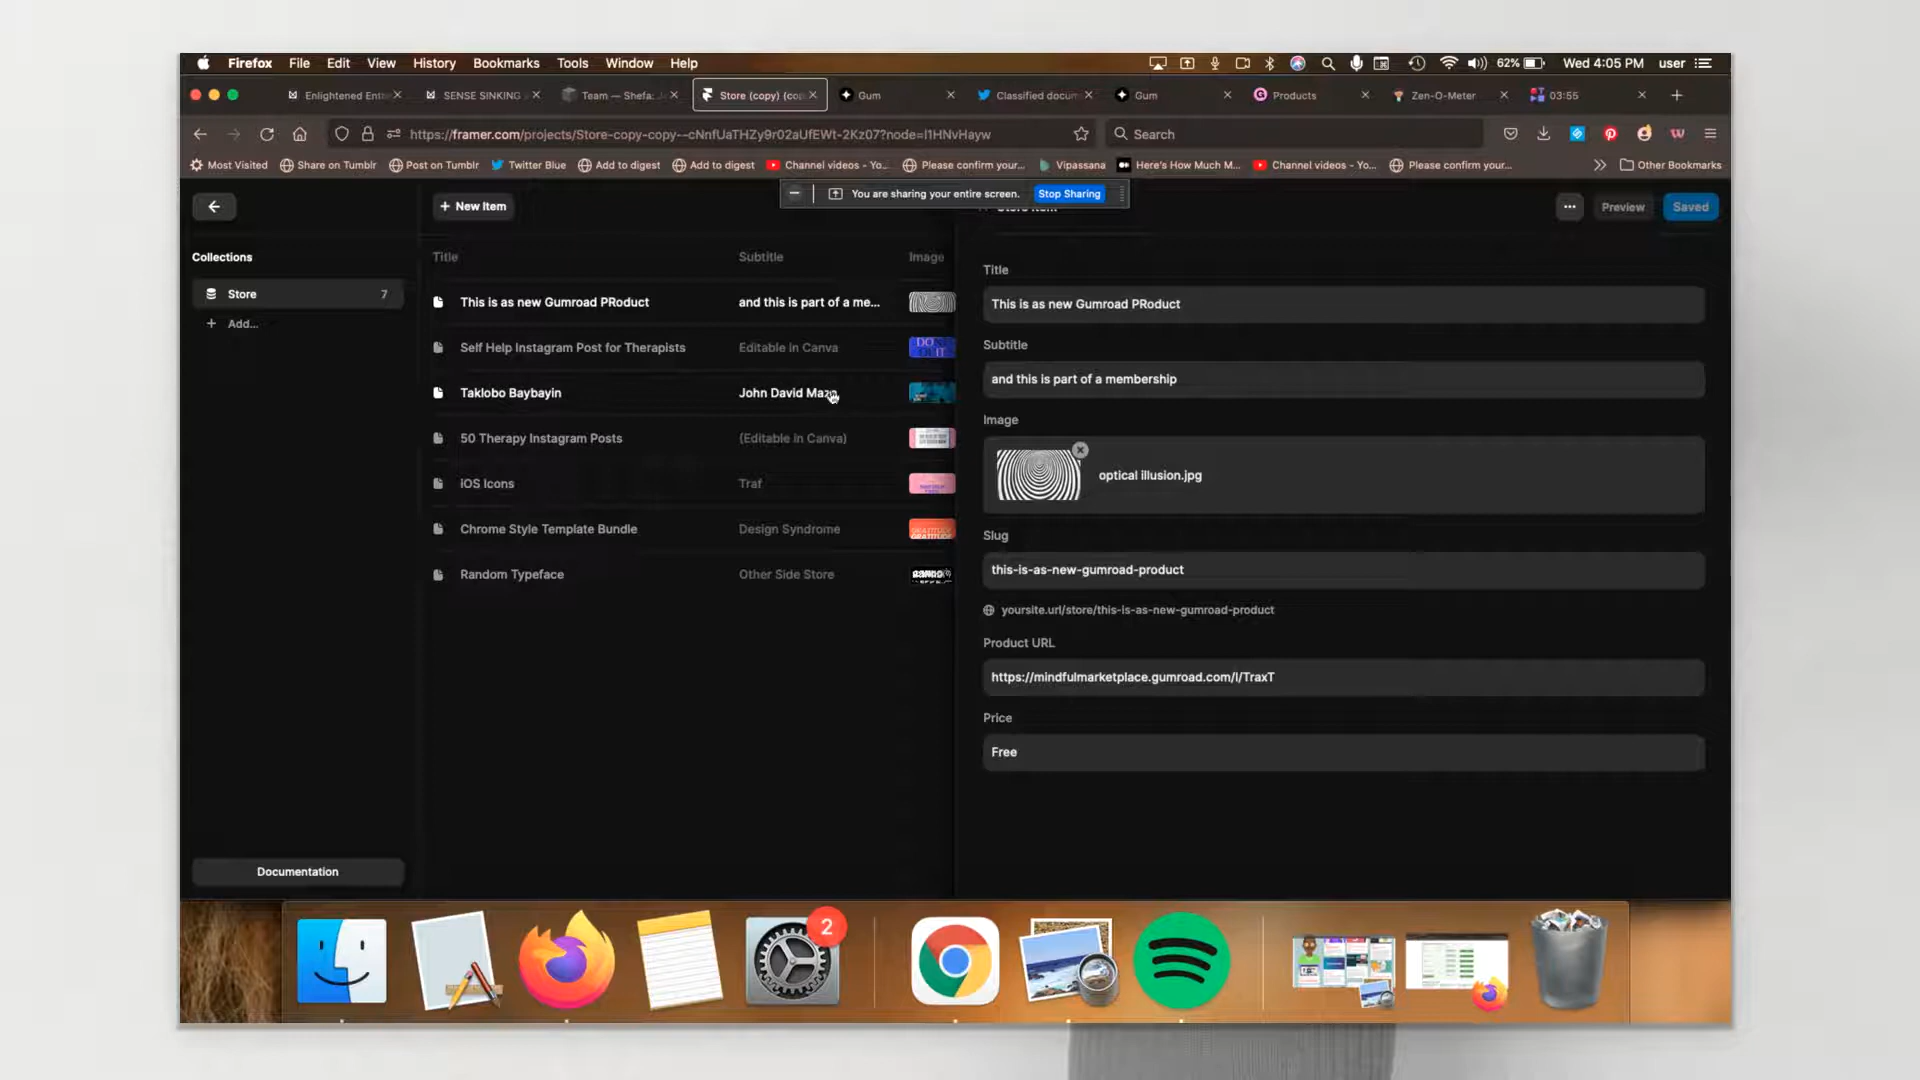 Firefox File Edit View History Bookmarks Tools Window Help 62% Wed 4:05 PM user
Enlightened Ent SENSE SINKING Team — Shefa: Store (copy) (co Gum Classified docum Gum Products Zen-O-Meter 03:55
https://framer.com/projects/Store-copy-copy--cNnfUaTHZy9r02aUfEWt-2Kz07?node=I1HNvHayw Search
Most Visited Share on Tumblr Post on Tumblr Twitter Blue Add to digest Add to digest Channel videos - Yo... Please confirm your... Vipassana Here's How Much M... Channel videos - Yo... Please confirm your... Other Bookmarks
You are sharing your entire screen. Stop Sharing
+ New Item
Preview Saved
Collections
Store 7
+ Add...
Documentation
Title Subtitle Image
This is as new Gumroad PRoduct and this is part of a me...
Self Help Instagram Post for Therapists Editable in Canva
Taklobo Baybayin John David
50 Therapy Instagram Posts (Editable in Canva)
iOS Icons Traf
Chrome Style Template Bundle Design Syndrome
Random Typeface Other Side Store
Title
This is as new Gumroad PRoduct
Subtitle
and this is part of a membership
Image
optical illusion.jpg
Slug
this-is-as-new-gumroad-product
yoursite.url/store/this-is-as-new-gumroad-product
Product URL
https://mindfulmarketplace.gumroad.com/l/TraxT
Price
Free
2